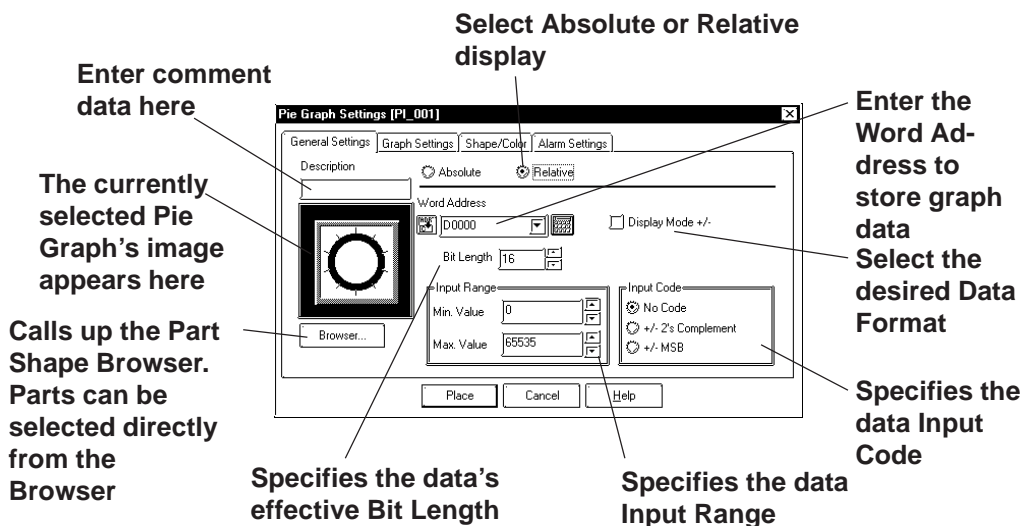 Select Absolute or Relative
display
Enter comment
data here
The currently
selected Pie
Graph's image
appears here
Calls up the Part
Shape Browser.
Parts can be
selected directly
from the
Browser
Pie Graph Settings [PI_001]
General Settings Graph Settings Shape/Color Alarm Settings
Description
Absolute Relative
Word Address
D0000
Display Mode +/-
Bit Length 16
Input Range
Min. Value 0
Max. Value 65535
Input Code
No Code
+/- 2's Complement
+/- MSB
Browser...
Place Cancel Help
Enter the
Word Ad-
dress to
store graph
data
Select the
desired Data
Format
Specifies the
data Input
Code
Specifies the data's
effective Bit Length
Specifies the data
Input Range